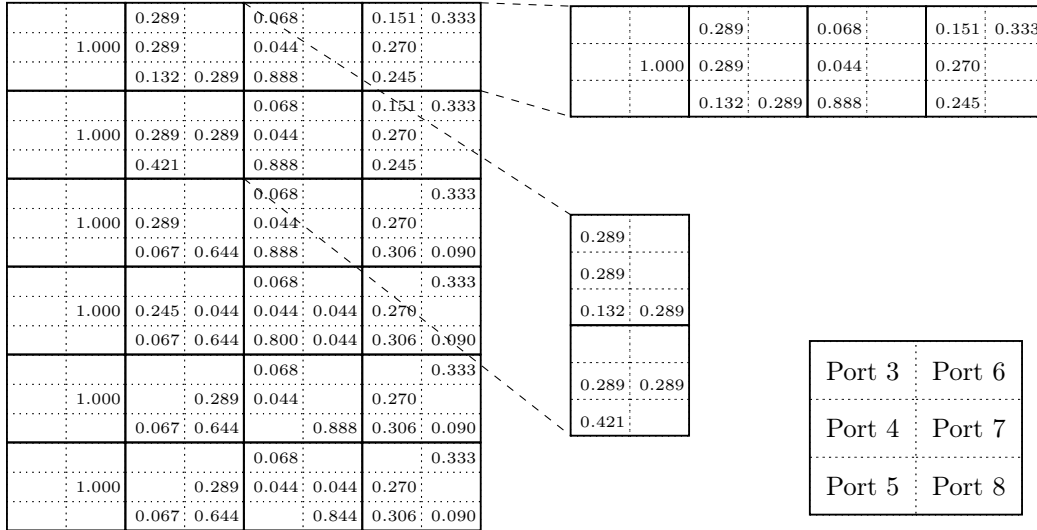 0.289 0.068 0.151 0.333
1.000 0.289 0.044 0.270
0.132 0.289 0.888 0.245
0.068 0.151 0.333
1.000 0.289 0.289 0.044 0.270
0.421 0.888 0.245
0.068 0.333
1.000 0.289 0.044 0.270
0.067 0.644 0.888 0.306 0.090
0.068 0.333
1.000 0.245 0.044 0.044 0.044 0.270
0.067 0.644 0.800 0.044 0.306 0.090
0.068 0.333
1.000 0.289 0.044 0.270
0.067 0.644 0.888 0.306 0.090
0.068 0.333
1.000 0.289 0.044 0.044 0.270
0.067 0.644 0.844 0.306 0.090
0.289 0.068 0.151 0.333
1.000 0.289 0.044 0.270
0.132 0.289 0.888 0.245
0.289
0.289
0.132 0.289
0.289 0.289
0.421
Port 3 Port 6
Port 4 Port 7
Port 5 Port 8